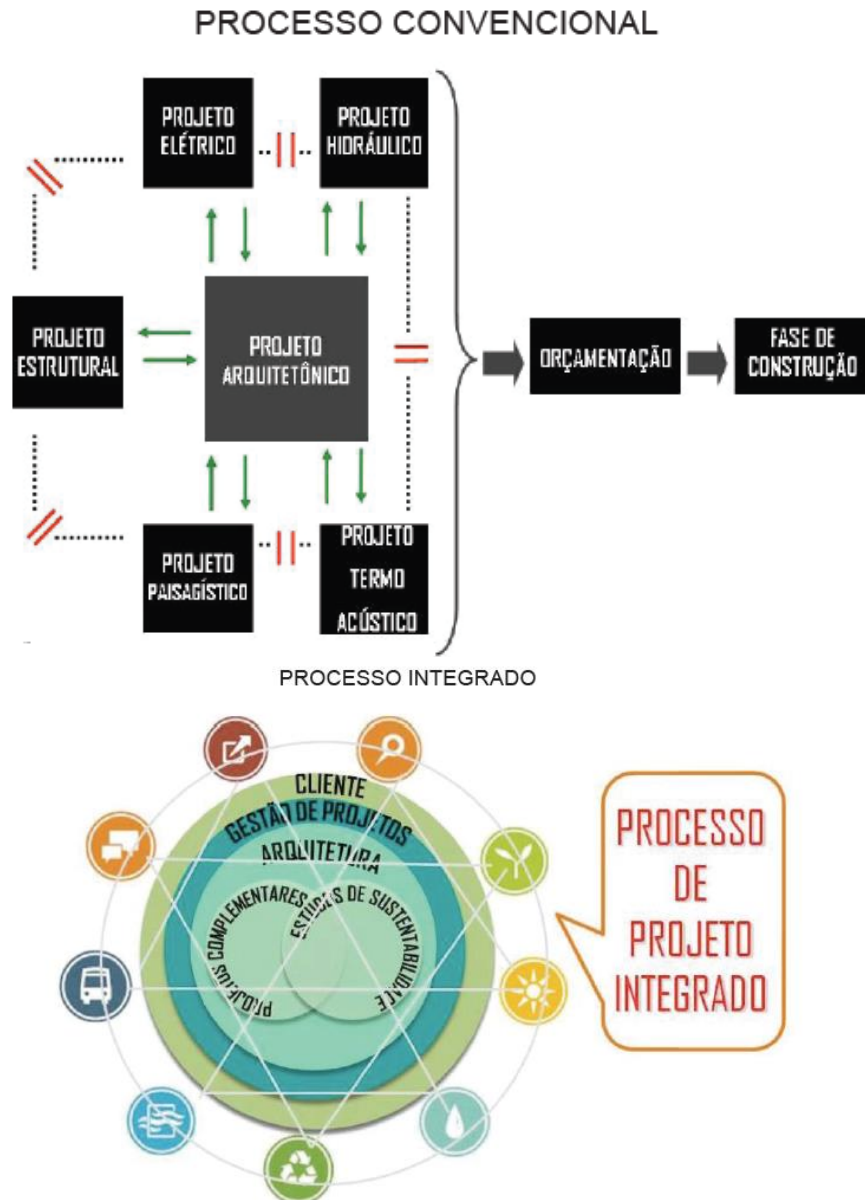 PROCESSO CONVENCIONAL
PROJETO
ELÉTRICO
PROJETO
HIDRÁULICO
PROJETO
ESTRUTURAL
PROJETO
ARQUITETÔNICO
ORÇAMENTAÇÃO
FASE DE
CONSTRUÇÃO
PROJETO
PAISAGÍSTICO
PROJETO
TERMO
ACÚSTICO
PROCESSO INTEGRADO
CLIENTE
GESTÃO DE PROJETOS
ARQUITETURA
PROJETOS COMPLEMENTARES
ESTUDOS DE SUSTENTABILIDADE
PROCESSO
DE
PROJETO
INTEGRADO